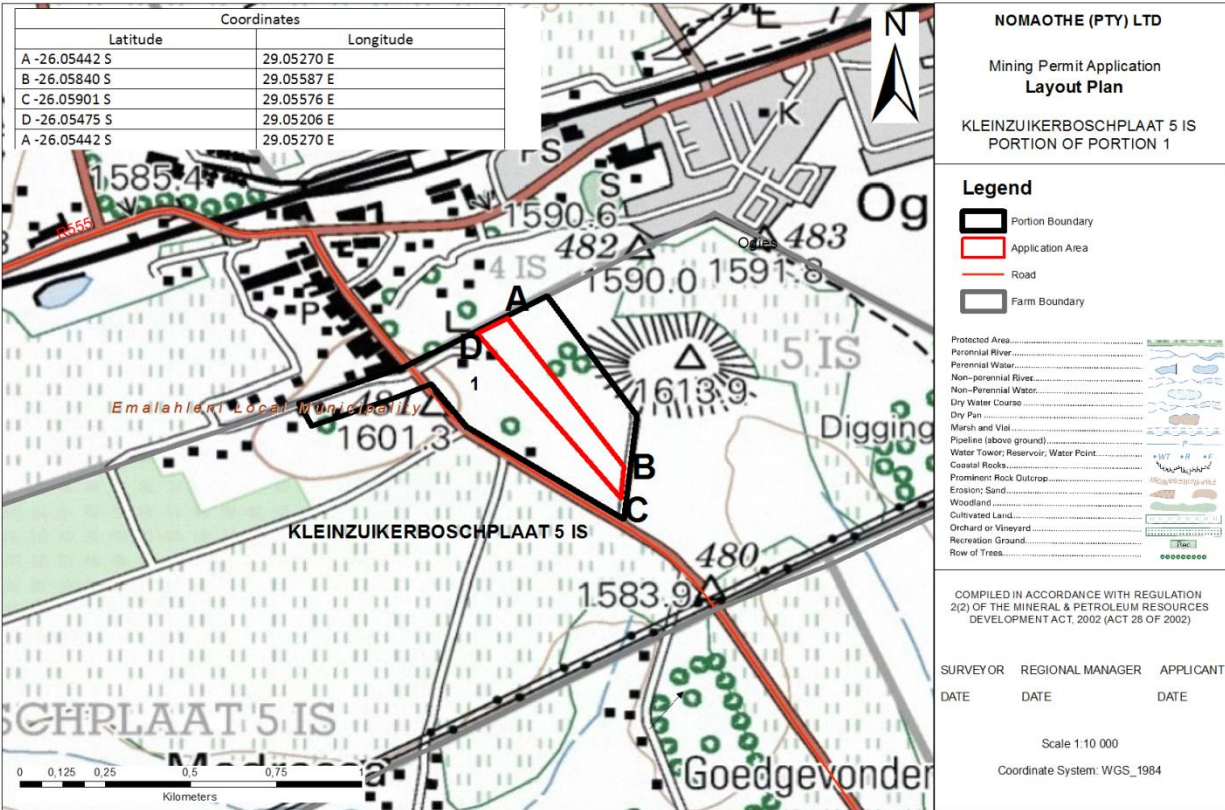 Coordinates
Latitude Longitude
A -26.05442 S 29.05270 E
B -26.05840 S 29.05587 E
C -26.05901 S 29.05576 E
D -26.05475 S 29.05206 E
A -26.05442 S 29.05270 E
N
K
PS
1585.4
S
Og
R555
1590.6
482
Ogies
483
4 IS
1590.0
1591.8
P
A
L
D
1
5 IS
1613.9
Emalahleni Local Municipality
1601.3
Digging
B
C
KLEINZUIKERBOSCHPLAAT 5 IS
480
1583.9
SCHPLAAT 5 IS
Goedgevonden
0 0,125 0,25 0,5 0,75 1
Kilometers
NOMAOTHE (PTY) LTD
Mining Permit Application
Layout Plan
KLEINZUIKERBOSCHPLAAT 5 IS
PORTION OF PORTION 1
Legend
Portion Boundary
Application Area
Road
Farm Boundary
Protected Area
Perennial River
Perennial Water
Non-perennial River
Non-Perennial Water
Dry Water Course
Dry Pan
Marsh and Vlei
Pipeline (above ground) P
Water Tower; Reservoir; Water Point WT R F
Coastal Rocks
Prominent Rock Outcrop
Erosion; Sand
Woodland
Cultivated Land
Orchard or Vineyard
Recreation Ground Rec
Row of Trees
COMPILED IN ACCORDANCE WITH REGULATION
2(2) OF THE MINERAL & PETROLEUM RESOURCES
DEVELOPMENT ACT, 2002 (ACT 28 OF 2002)
SURVEYOR REGIONAL MANAGER APPLICANT
DATE DATE DATE
Scale 1:10 000
Coordinate System: WGS_1984